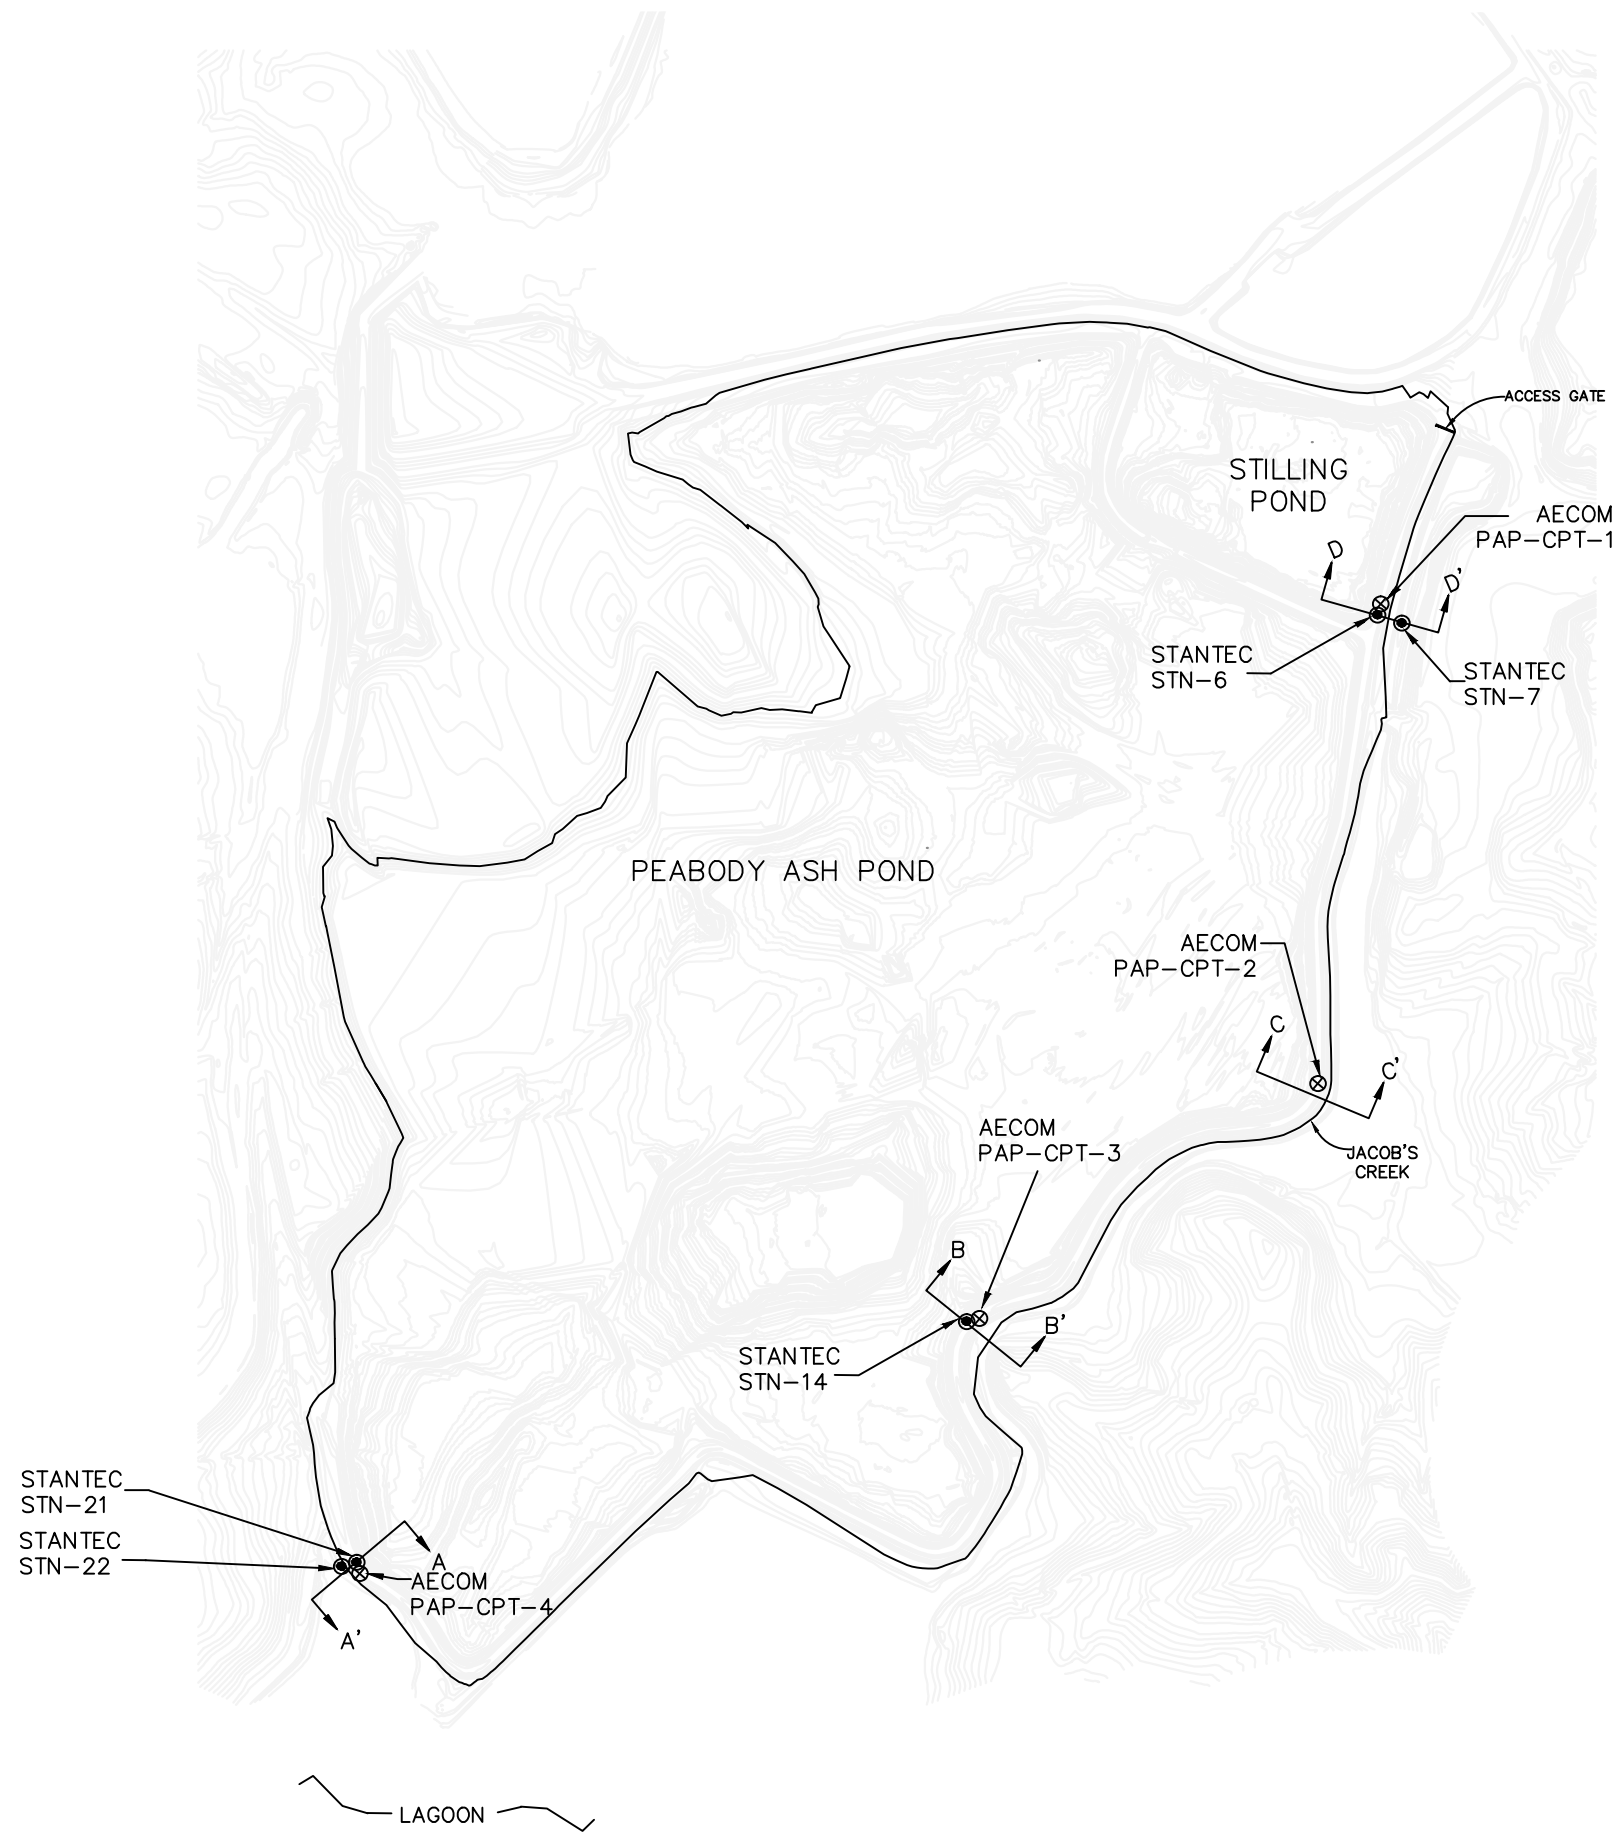 ACCESS GATE
STILLING
POND
AECOM
PAP-CPT-1
D
D'
STANTEC
STN-6
STANTEC
STN-7
PEABODY ASH POND
AECOM
PAP-CPT-2
C
C'
JACOB'S
CREEK
AECOM
PAP-CPT-3
B
B'
STANTEC
STN-14
STANTEC
STN-21
STANTEC
STN-22
A
AECOM
PAP-CPT-4
A'
LAGOON